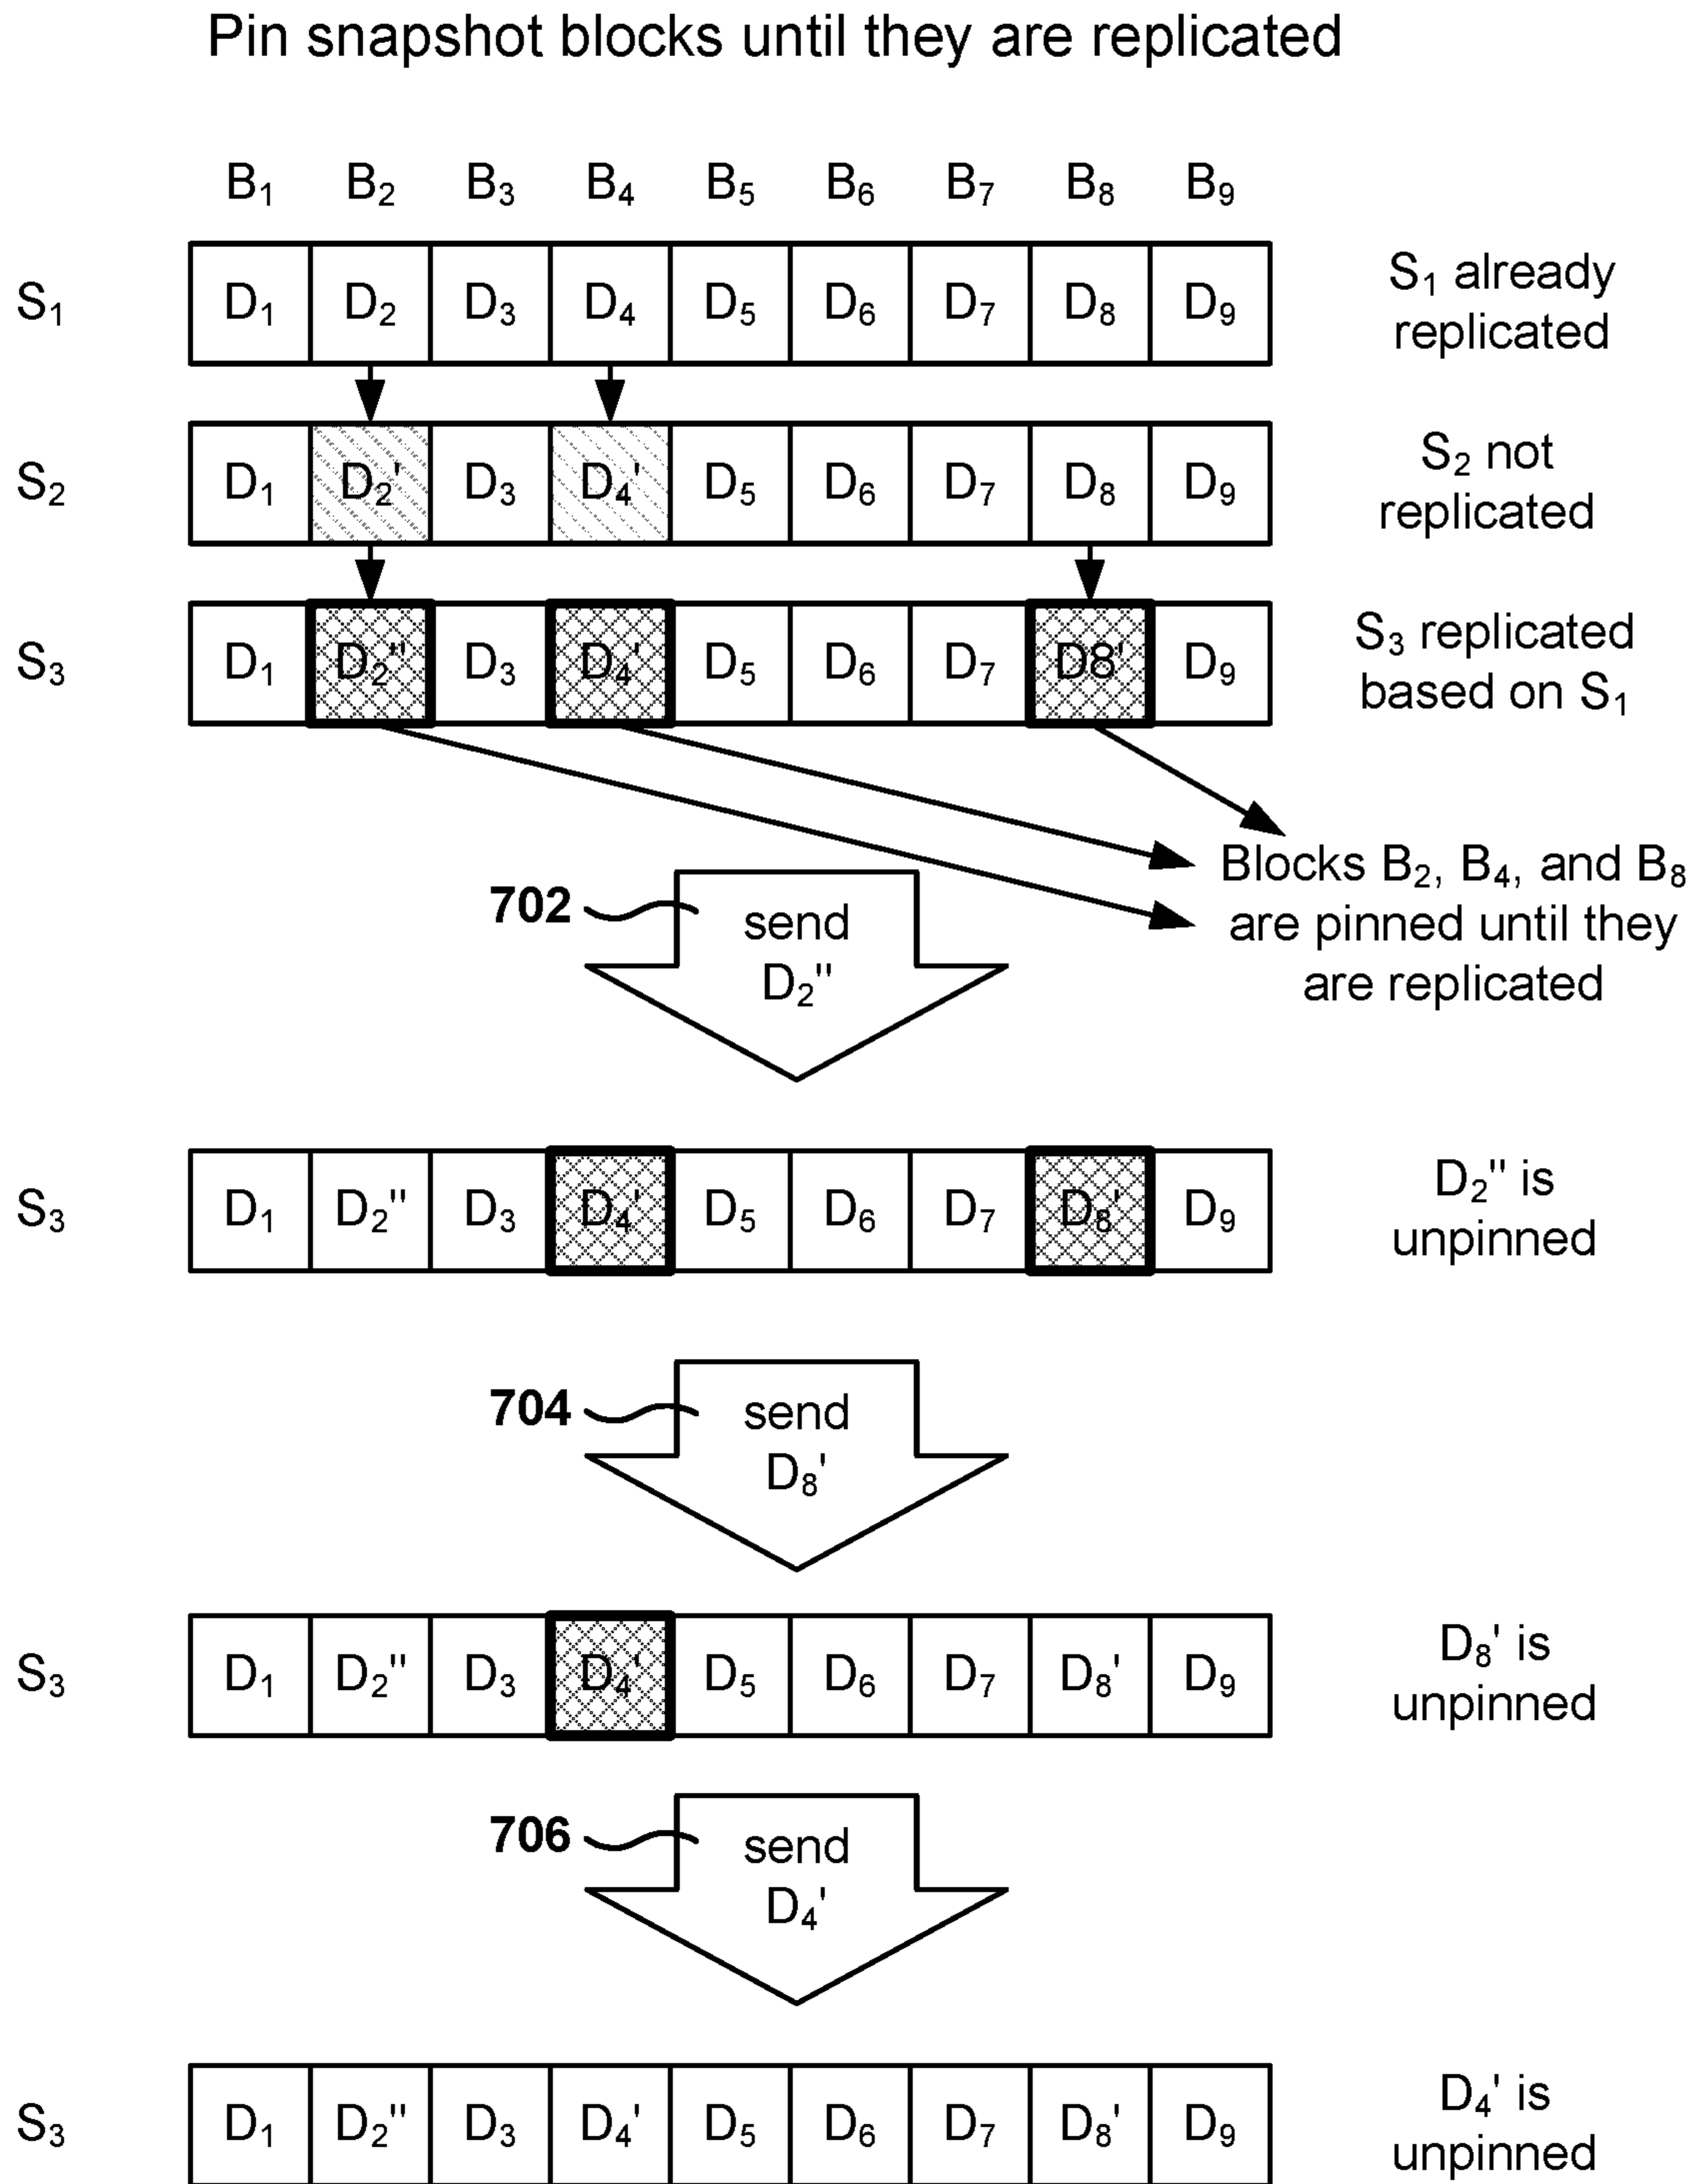 Pin snapshot blocks until they are replicated
B₁ B₂ B₃ B₄ B₅ B₆ B₇ B₈ B₉
S₁ D₁ D₂ D₃ D₄ D₅ D₆ D₇ D₈ D₉ S₁ already
replicated
S₂ D₁ D₂' D₃ D₄' D₅ D₆ D₇ D₈ D₉ S₂ not
replicated
S₃ D₁ D₂" D₃ D₄' D₅ D₆ D₇ D8' D₉ S₃ replicated
based on S₁
Blocks B₂, B₄, and B₈
are pinned until they
are replicated
702 send
D₂"
S₃ D₁ D₂" D₃ D₄' D₅ D₆ D₇ D₈' D₉ D₂" is
unpinned
704 send
D₈'
S₃ D₁ D₂" D₃ D₄' D₅ D₆ D₇ D₈' D₉ D₈' is
unpinned
706 send
D₄'
S₃ D₁ D₂" D₃ D₄' D₅ D₆ D₇ D₈' D₉ D₄' is
unpinned